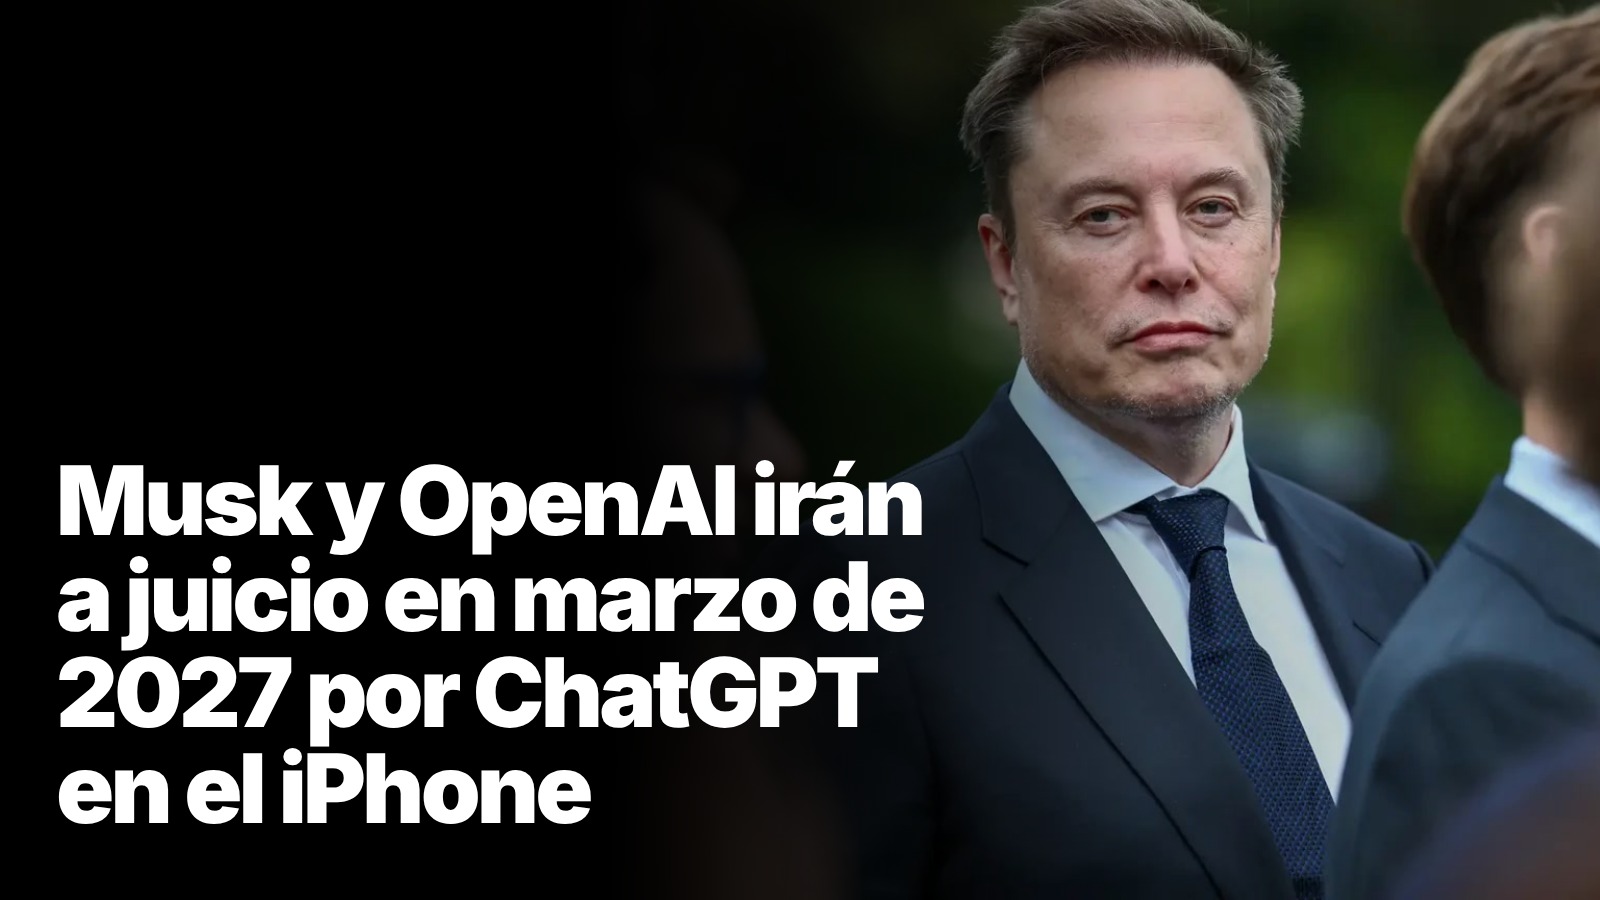 Musk y OpenAI irán
a juicio en marzo de
2027 por ChatGPT
en el iPhone